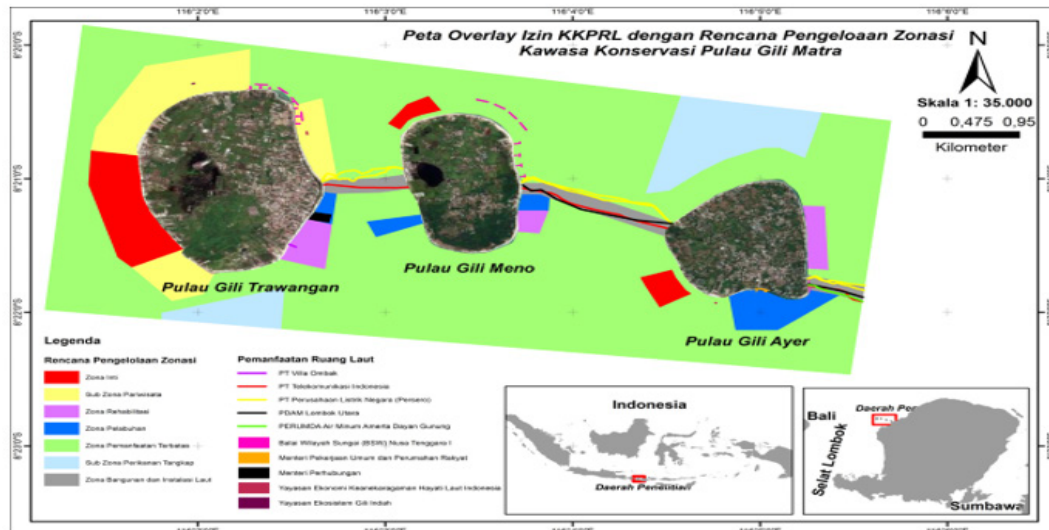 116°2'0"E 116°3'0"E 116°4'0"E 116°5'0"E 116°6'0"E
Peta Overlay Izin KKPRL dengan Rencana Pengeloaan Zonasi
Kawasa Konservasi Pulau Gili Matra
N
Skala 1: 35.000
0 0,475 0,95
Kilometer
8°20'0"S
8°21'0"S
8°22'0"S
8°23'0"S
Pulau Gili Trawangan
Pulau Gili Meno
Pulau Gili Ayer
Legenda
Rencana Pengelolaan Zonasi
Zona Inti
Sub Zona Pariwisata
Zona Rehabilitasi
Zona Pelabuhan
Zona Pemanfaatan Terbatas
Sub Zona Perikanan Tangkap
Zona Bangunan dan Instalasi Laut
Pemanfaatan Ruang Laut
PT Villa Ombak
PT Telekomunikasi Indonesia
PT Perusahaan Listrik Negara (Persero)
PDAM Lombok Utara
PERUMDA Air Minum Amerta Dayan Gunung
Balai Wilayah Sungai (BSW) Nusa Tenggara I
Menteri Pekerjaan Umum dan Perumahan Rakyat
Menteri Perhubungan
Yayasan Ekonomi Keanekaragaman Hayati Laut Indonesia
Yayasan Ekosistem Gili Indah
Indonesia
Daerah Penelitian
Bali
Daerah Pene
Selat Lombok
Sumbawa